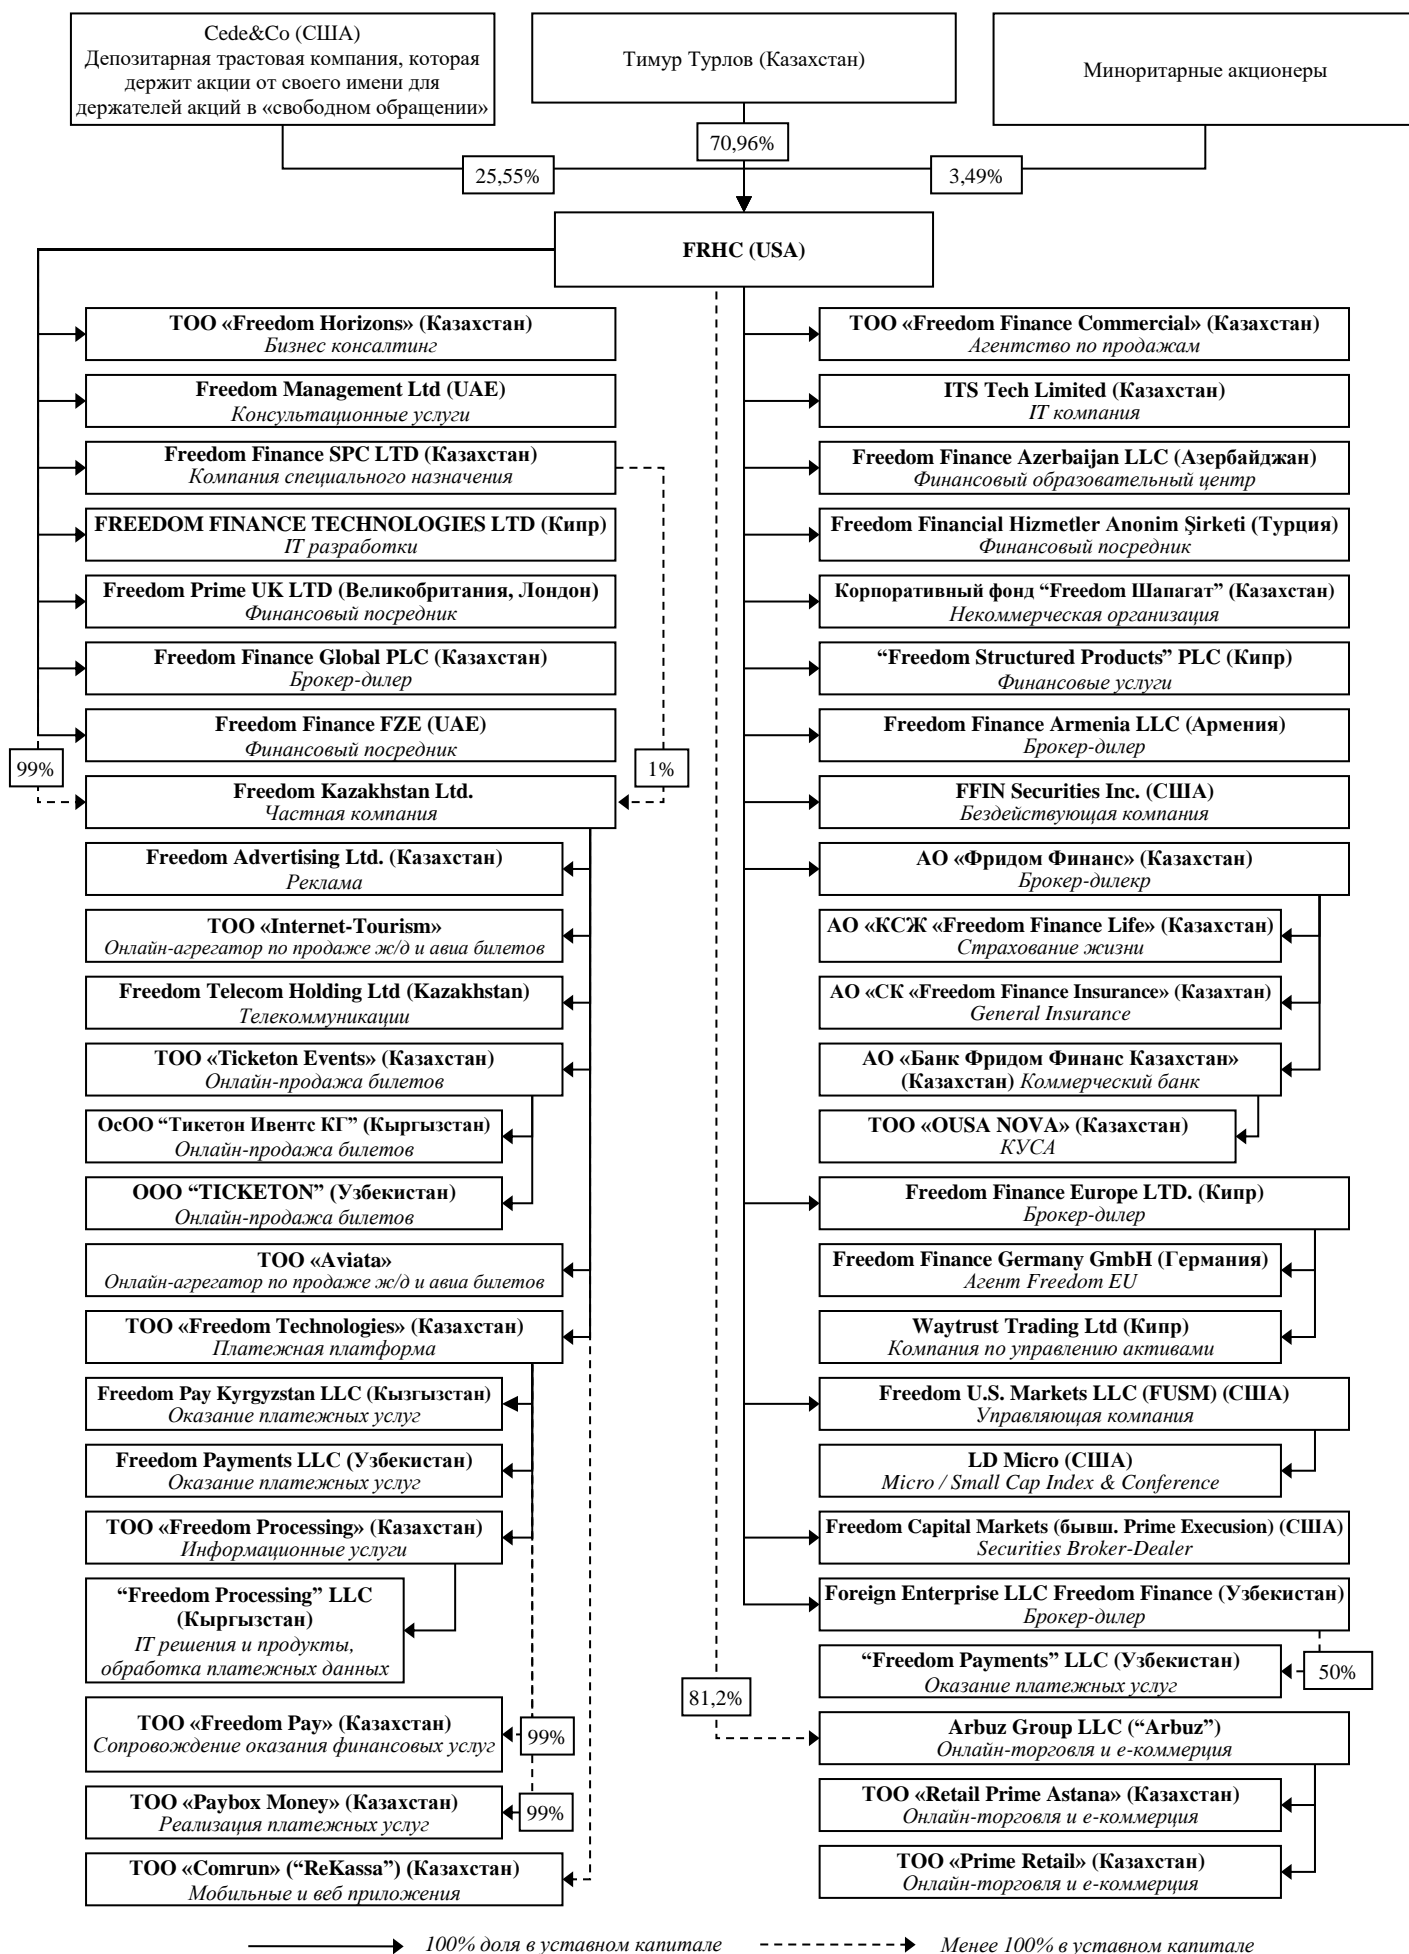 Cede&Co (США)
Депозитарная трастовая компания, которая
держит акции от своего имени для
держателей акций в «свободном обращении»
Тимур Турлов (Казахстан)
Миноритарные акционеры
70,96%
25,55%
3,49%
FRHC (USA)
ТОО «Freedom Horizons» (Казахстан)
Бизнес консалтинг
Freedom Management Ltd (UAE)
Консультационные услуги
Freedom Finance SPC LTD (Казахстан)
Компания специального назначения
FREEDOM FINANCE TECHNOLOGIES LTD (Кипр)
IT разработки
Freedom Prime UK LTD (Великобритания, Лондон)
Финансовый посредник
Freedom Finance Global PLC (Казахстан)
Брокер-дилер
Freedom Finance FZE (UAE)
Финансовый посредник
99%
1%
Freedom Kazakhstan Ltd.
Частная компания
Freedom Advertising Ltd. (Казахстан)
Реклама
ТОО «Internet-Tourism»
Онлайн-агрегатор по продаже ж/д и авиа билетов
Freedom Telecom Holding Ltd (Kazakhstan)
Телекоммуникации
ТОО «Ticketon Events» (Казахстан)
Онлайн-продажа билетов
ОсОО “Тикетон Ивентс КГ” (Кыргызстан)
Онлайн-продажа билетов
ООО “TICKETON” (Узбекистан)
Онлайн-продажа билетов
ТОО «Aviata»
Онлайн-агрегатор по продаже ж/д и авиа билетов
ТОО «Freedom Technologies» (Казахстан)
Платежная платформа
Freedom Pay Kyrgyzstan LLC (Кызгызстан)
Оказание платежных услуг
Freedom Payments LLC (Узбекистан)
Оказание платежных услуг
ТОО «Freedom Processing» (Казахстан)
Информационные услуги
“Freedom Processing” LLC
(Кыргызстан)
IT решения и продукты,
обработка платежных данных
ТОО «Freedom Pay» (Казахстан)
Сопровождение оказания финансовых услуг
99%
ТОО «Paybox Money» (Казахстан)
Реализация платежных услуг
99%
ТОО «Comrun» (“ReKassa”) (Казахстан)
Мобильные и веб приложения
ТОО «Freedom Finance Commercial» (Казахстан)
Агентство по продажам
ITS Tech Limited (Казахстан)
IT компания
Freedom Finance Azerbaijan LLC (Азербайджан)
Финансовый образовательный центр
Freedom Financial Hizmetler Anonim Şirketi (Турция)
Финансовый посредник
Корпоративный фонд “Freedom Шапагат” (Казахстан)
Некоммерческая организация
“Freedom Structured Products” PLC (Кипр)
Финансовые услуги
Freedom Finance Armenia LLC (Армения)
Брокер-дилер
FFIN Securities Inc. (США)
Бездействующая компания
АО «Фридом Финанс» (Казахстан)
Брокер-дилекр
АО «КСЖ «Freedom Finance Life» (Казахстан)
Страхование жизни
АО «СК «Freedom Finance Insurance» (Казахтан)
General Insurance
АО «Банк Фридом Финанс Казахстан»
(Казахстан) Коммерческий банк
ТОО «OUSA NOVA» (Казахстан)
КУСА
Freedom Finance Europe LTD. (Кипр)
Брокер-дилер
Freedom Finance Germany GmbH (Германия)
Агент Freedom EU
Waytrust Trading Ltd (Кипр)
Компания по управлению активами
Freedom U.S. Markets LLC (FUSM) (США)
Управляющая компания
LD Micro (США)
Micro / Small Cap Index & Conference
Freedom Capital Markets (бывш. Prime Execusion) (США)
Securities Broker-Dealer
Foreign Enterprise LLC Freedom Finance (Узбекистан)
Брокер-дилер
“Freedom Payments” LLC (Узбекистан)
Оказание платежных услуг
50%
81,2%
Arbuz Group LLC (“Arbuz”)
Онлайн-торговля и е-коммерция
ТОО «Retail Prime Astana» (Казахстан)
Онлайн-торговля и е-коммерция
ТОО «Prime Retail» (Казахстан)
Онлайн-торговля и е-коммерция
100% доля в уставном капитале
Менее 100% в уставном капитале